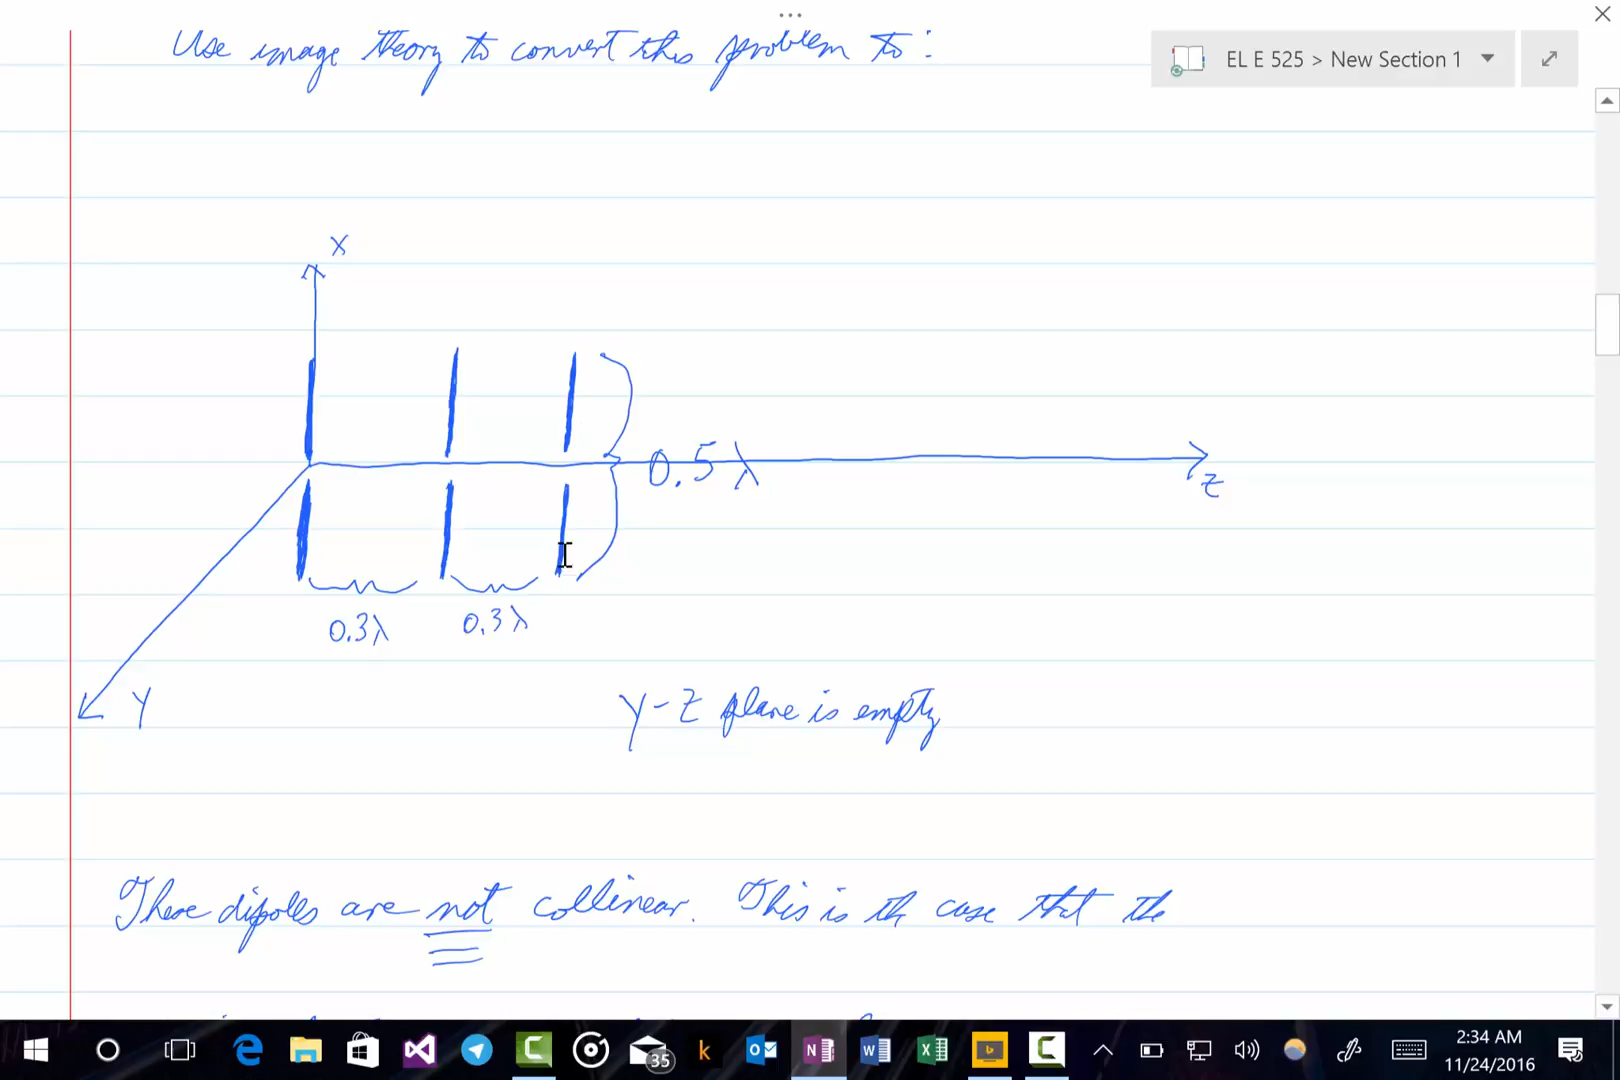 Use image theory to convert this problem to:
EL E 525 > New Section 1
X
0.5λ
Z
0.3λ 0.3λ
Y
Y-Z plane is empty
These dipoles are not collinear. This is th case that the
35
2:34 AM
11/24/2016